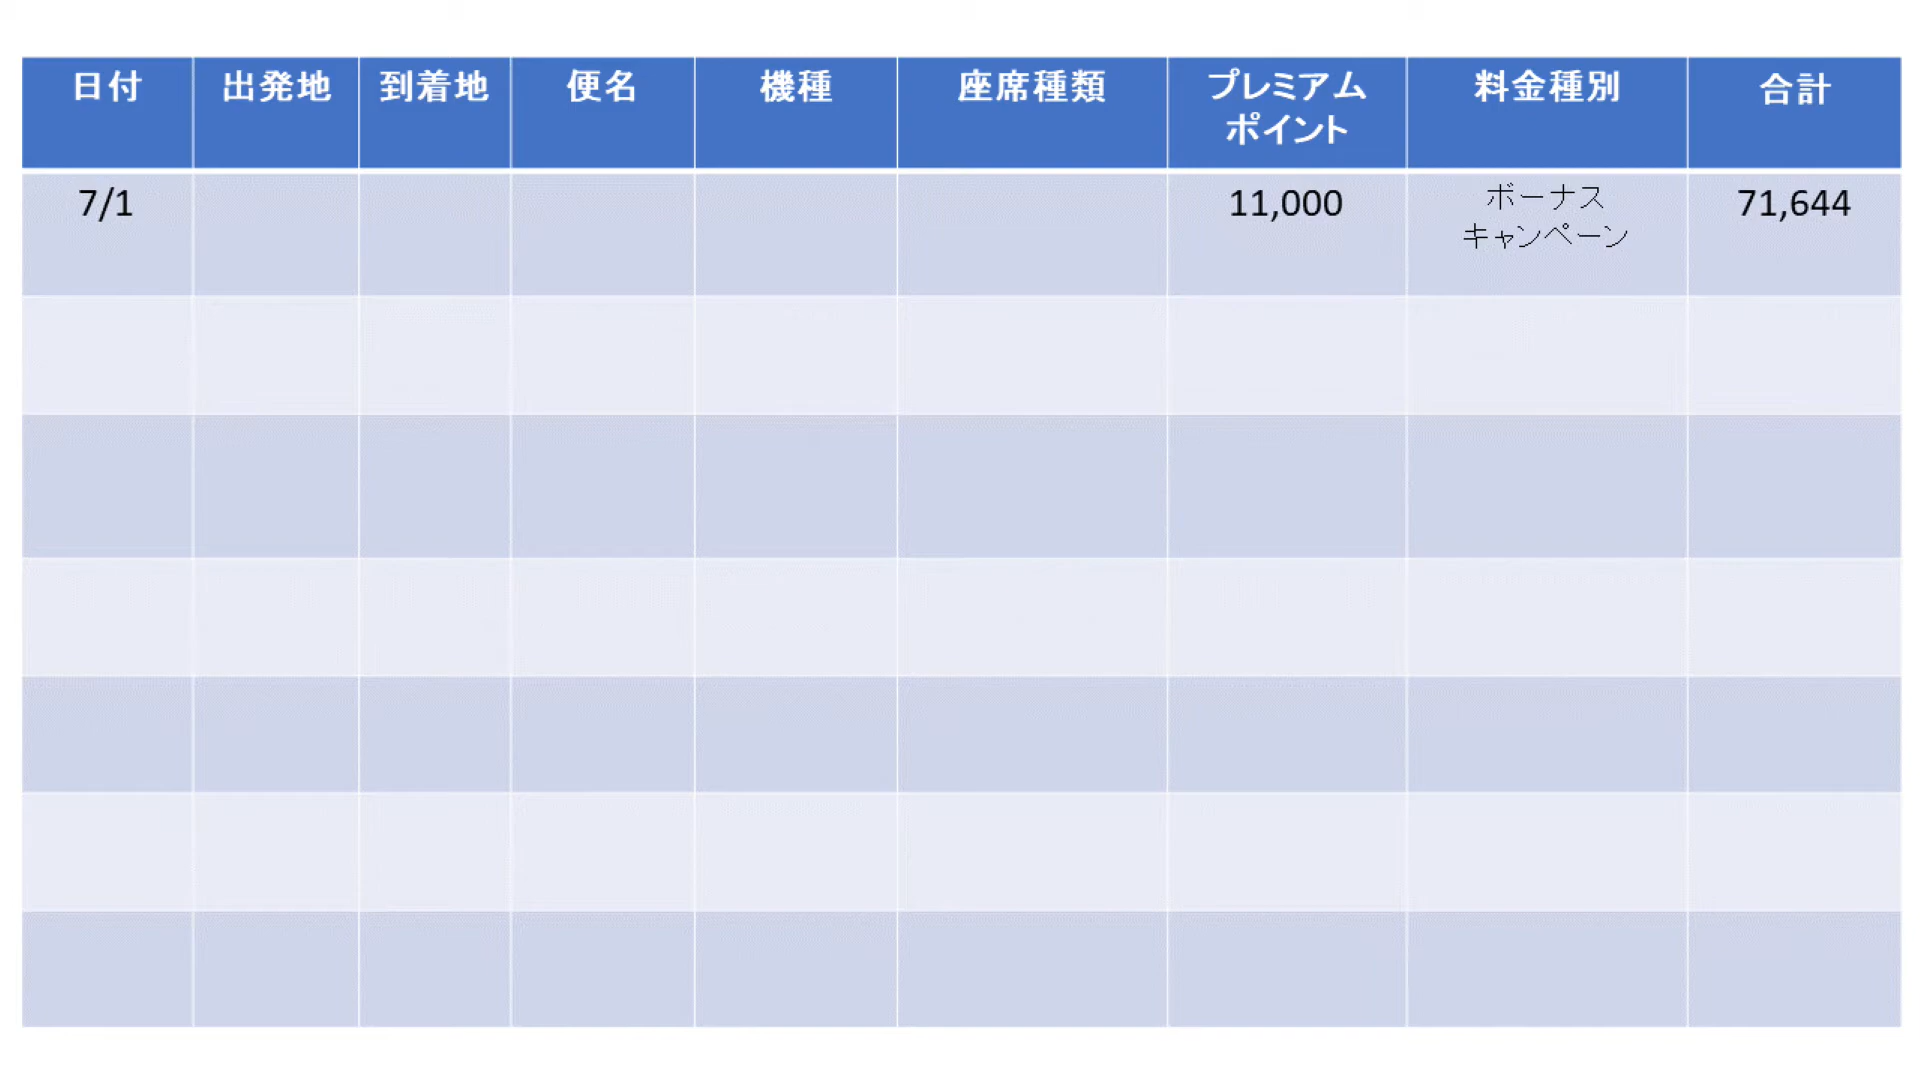 日付 出発地 到着地 便名 機種 座席種類 プレミアム 料金種別 合計
ポイント
7/1 11,000 ボーナス 71,644
キャンペーン